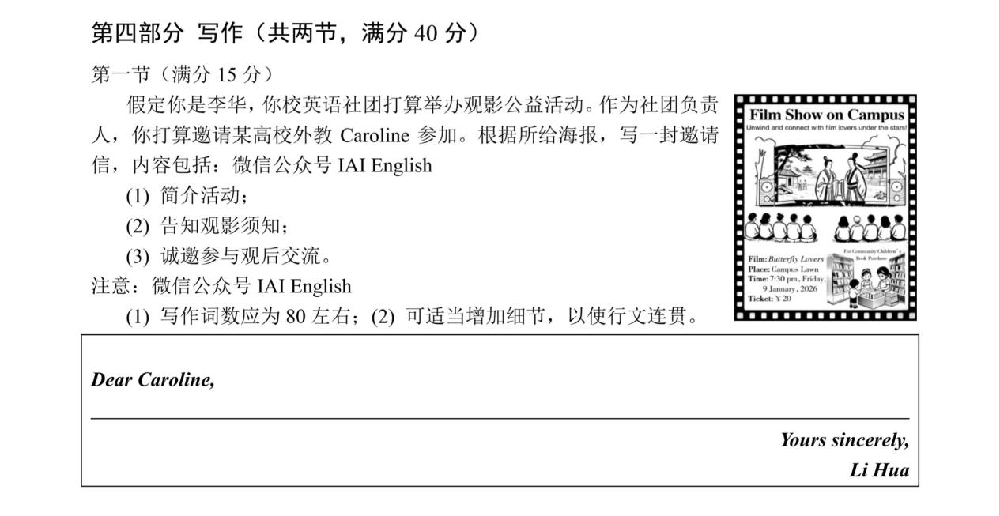 第四部分 写作（共两节，满分 40 分）
第一节（满分 15 分）
假定你是李华，你校英语社团打算举办观影公益活动。作为社团负责
人，你打算邀请某高校外教 Caroline 参加。根据所给海报，写一封邀请
信，内容包括：微信公众号 IAI English
(1) 简介活动；
(2) 告知观影须知；
(3) 诚邀参与观后交流。
注意：微信公众号 IAI English
(1) 写作词数应为 80 左右；(2) 可适当增加细节，以使行文连贯。
Film Show on Campus
Unwind and connect with film lovers under the stars!
For Community Children's
Book Purchase
Film: Butterfly Lovers
Place: Campus Lawn
Time: 7:30 pm, Friday,
9 January, 2026
Ticket: ¥ 20
Dear Caroline,
Yours sincerely,
Li Hua